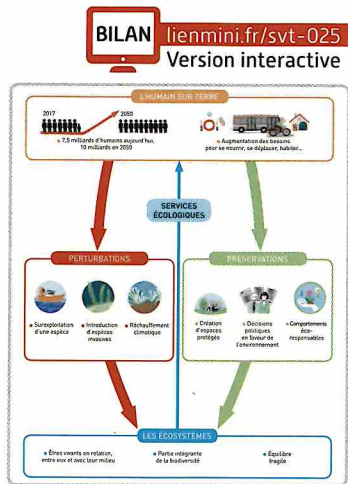 BILAN
lienmini.fr/svt-025
Version interactive
L'HUMAIN SUR TERRE
2017
2050
7,5 milliards d'humains aujourd'hui,
10 milliards en 2050
Augmentation des besoins
pour se nourrir, se déplacer, habiter...
SERVICES
ÉCOLOGIQUES
PERTURBATIONS
Surexploitation
d'une espèce
Introduction
d'espèces
invasives
Réchauffement
climatique
PRÉSERVATIONS
Création
d'espaces
protégés
Décisions
politiques
en faveur de
l'environnement
Comportements
éco-
responsables
LES ÉCOSYSTÈMES
Êtres vivants en relation,
entre eux et avec leur milieu
Partie intégrante
de la biodiversité
Équilibre
fragile